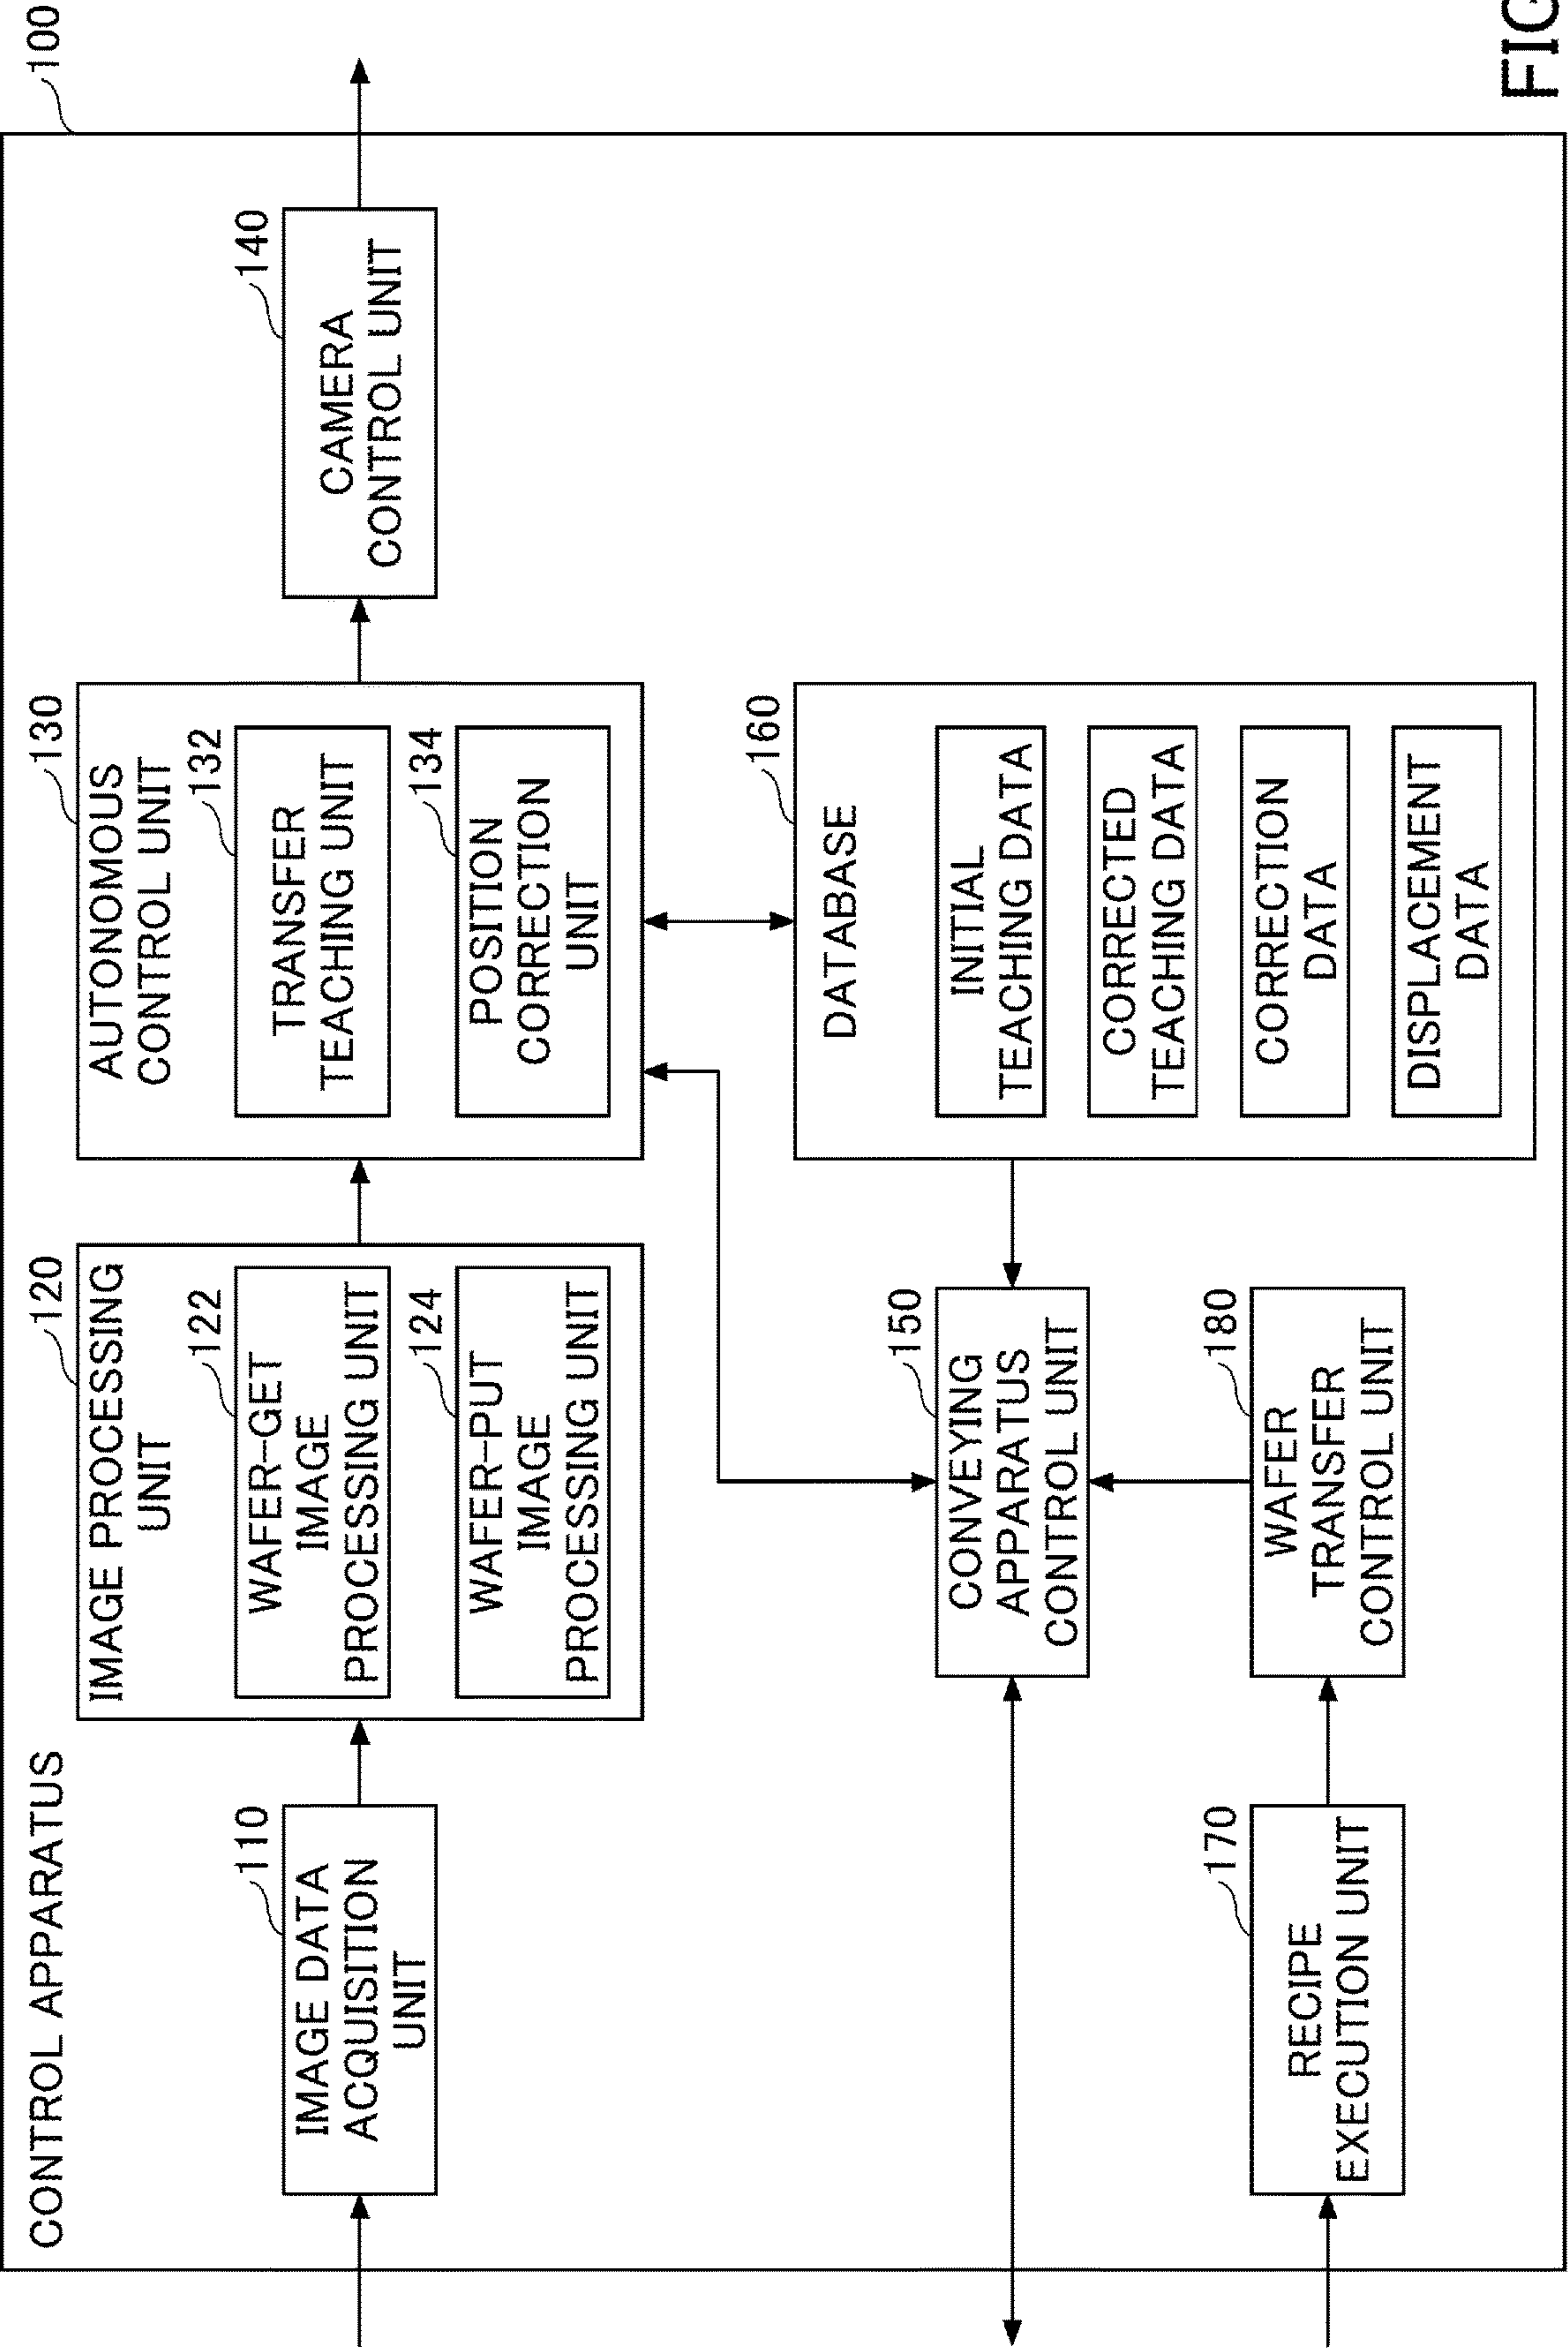 CONTROL APPARATUS
100
110
IMAGE DATA
ACQUISITION
UNIT
120
IMAGE PROCESSING
UNIT
122
WAFER-GET
IMAGE
PROCESSING UNIT
124
WAFER-PUT
IMAGE
PROCESSING UNIT
130
AUTONOMOUS
CONTROL UNIT
132
TRANSFER
TEACHING UNIT
134
POSITION
CORRECTION
UNIT
140
CAMERA
CONTROL UNIT
150
CONVEYING
APPARATUS
CONTROL UNIT
160
DATABASE
INITIAL
TEACHING DATA
CORRECTED
TEACHING DATA
CORRECTION
DATA
DISPLACEMENT
DATA
170
RECIPE
EXECUTION UNIT
180
WAFER
TRANSFER
CONTROL UNIT
FIG